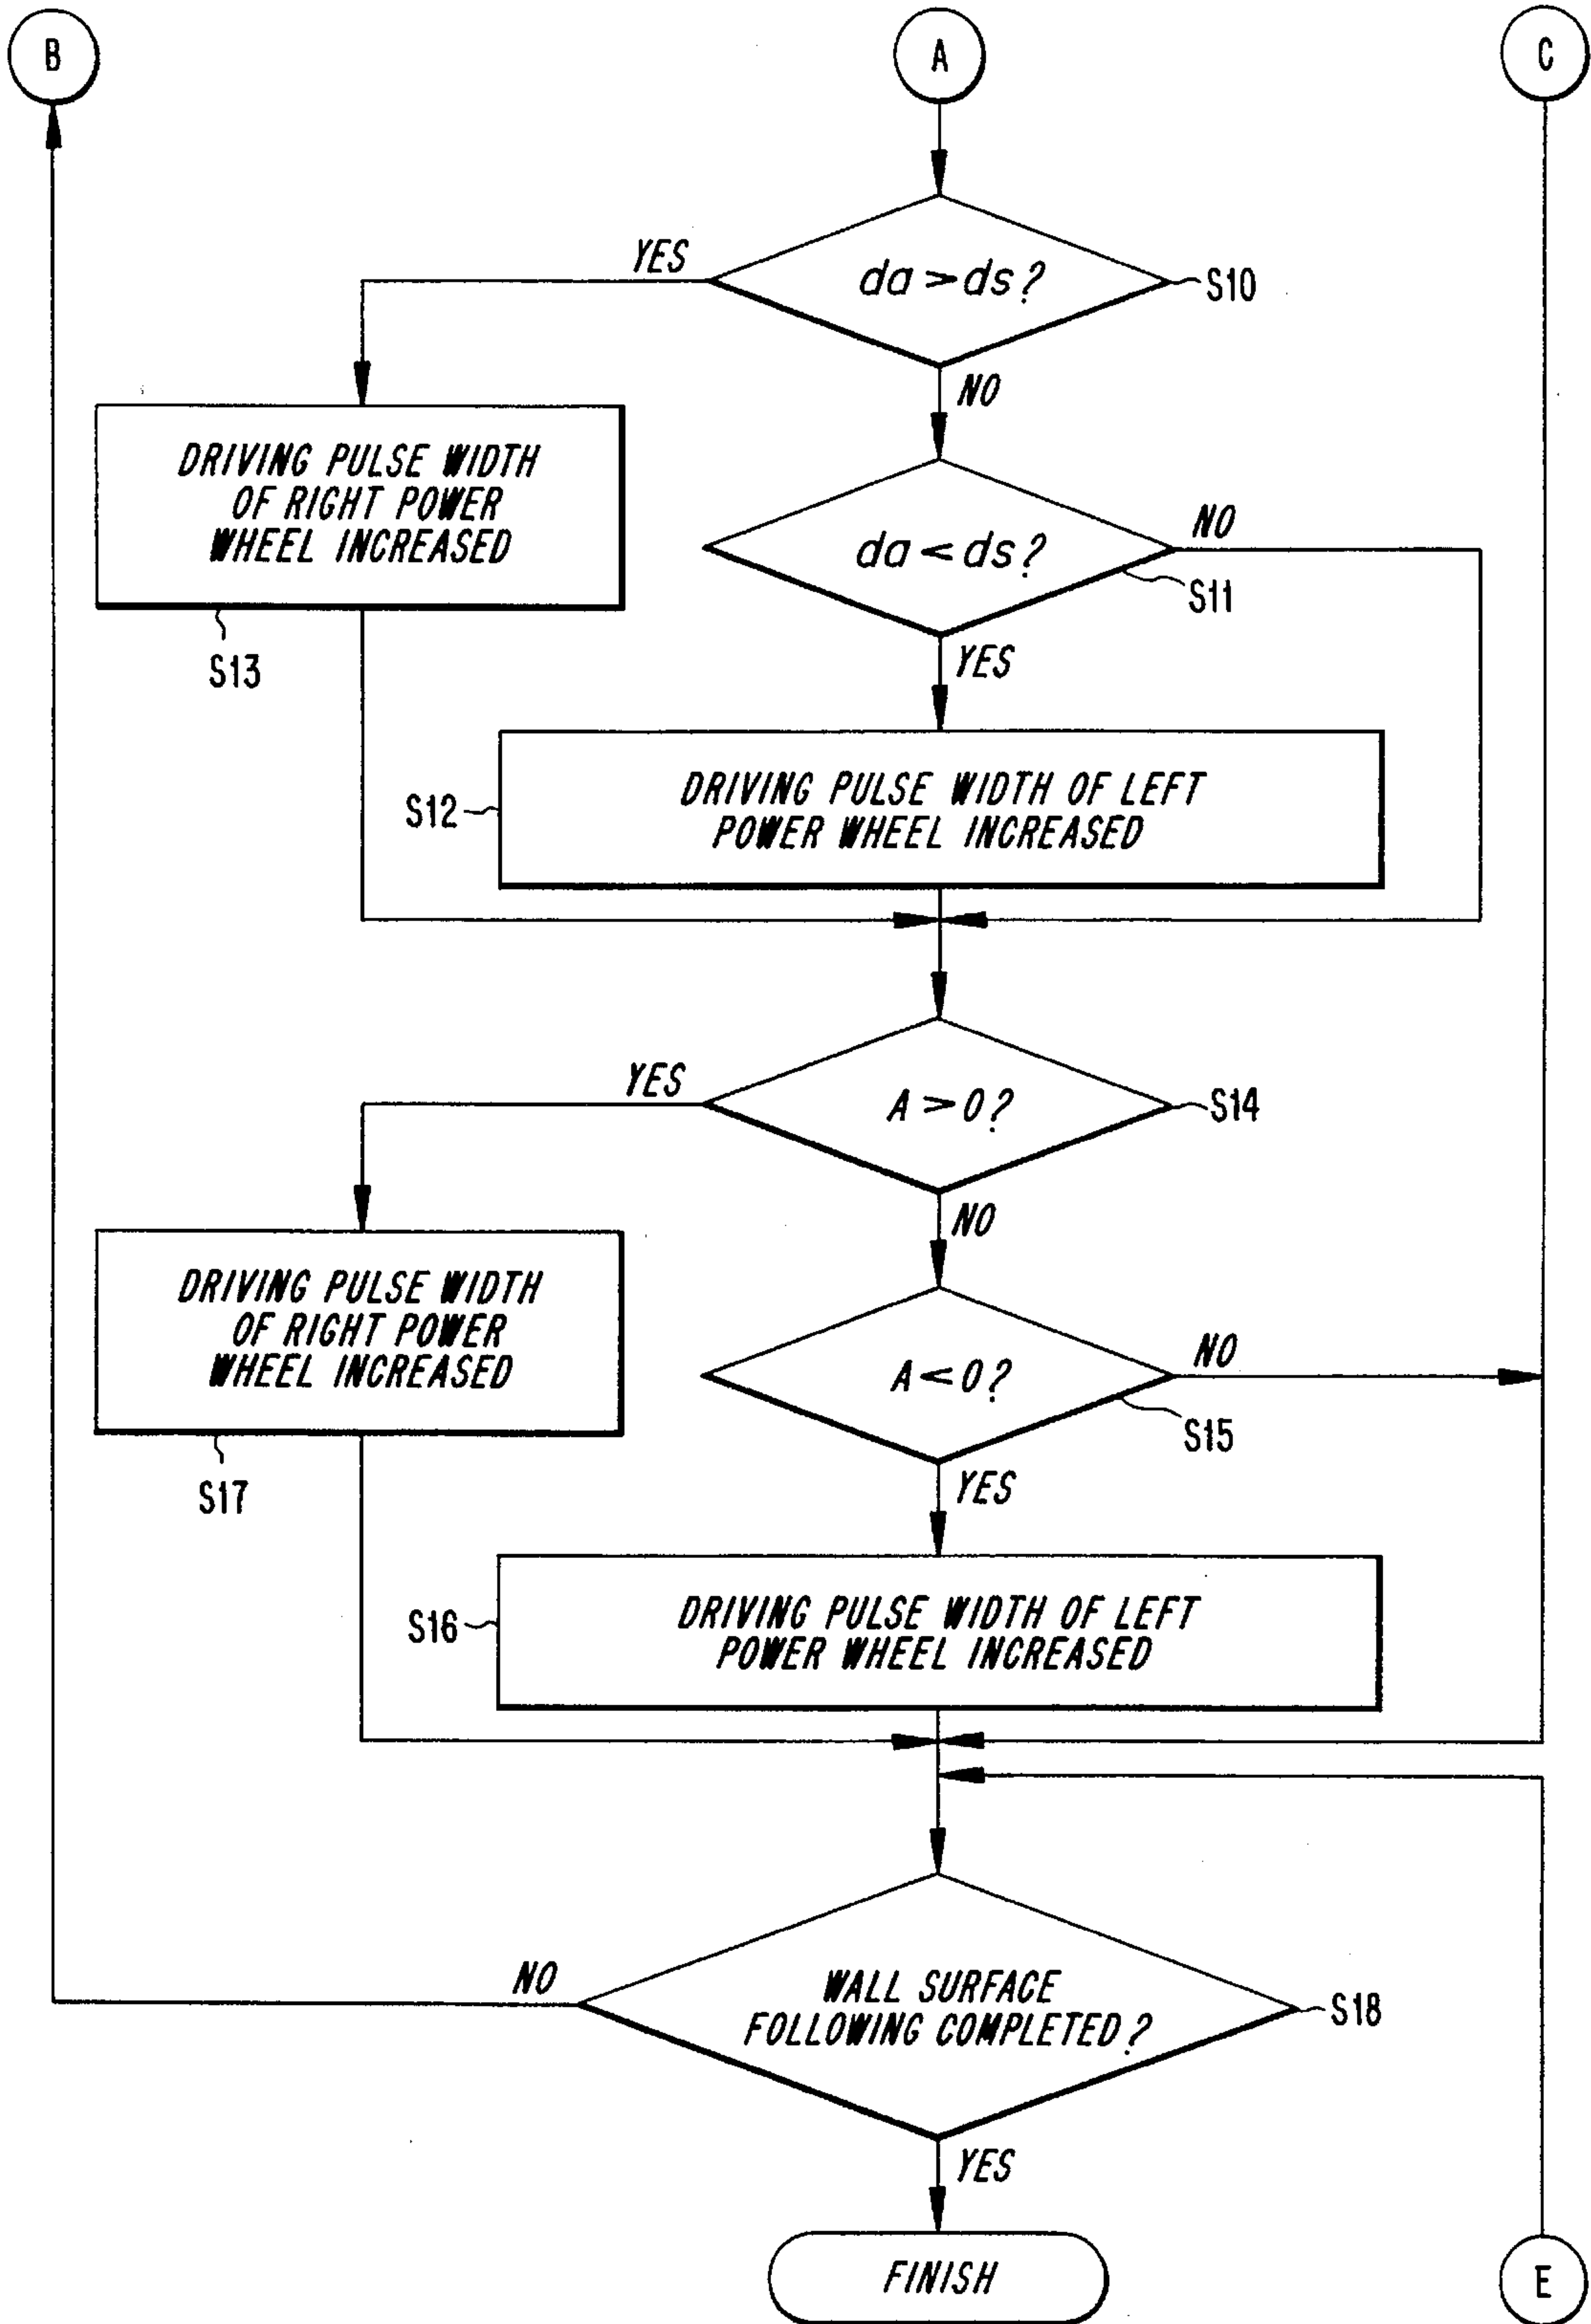 B
A
C
YES
da > ds?
S10
NO
DRIVING PULSE WIDTH
OF RIGHT POWER
WHEEL INCREASED
S13
da < ds?
NO
S11
YES
S12
DRIVING PULSE WIDTH OF LEFT
POWER WHEEL INCREASED
YES
A > 0?
S14
NO
DRIVING PULSE WIDTH
OF RIGHT POWER
WHEEL INCREASED
S17
A < 0?
NO
S15
YES
S16
DRIVING PULSE WIDTH OF LEFT
POWER WHEEL INCREASED
NO
WALL SURFACE
FOLLOWING COMPLETED?
S18
YES
FINISH
E